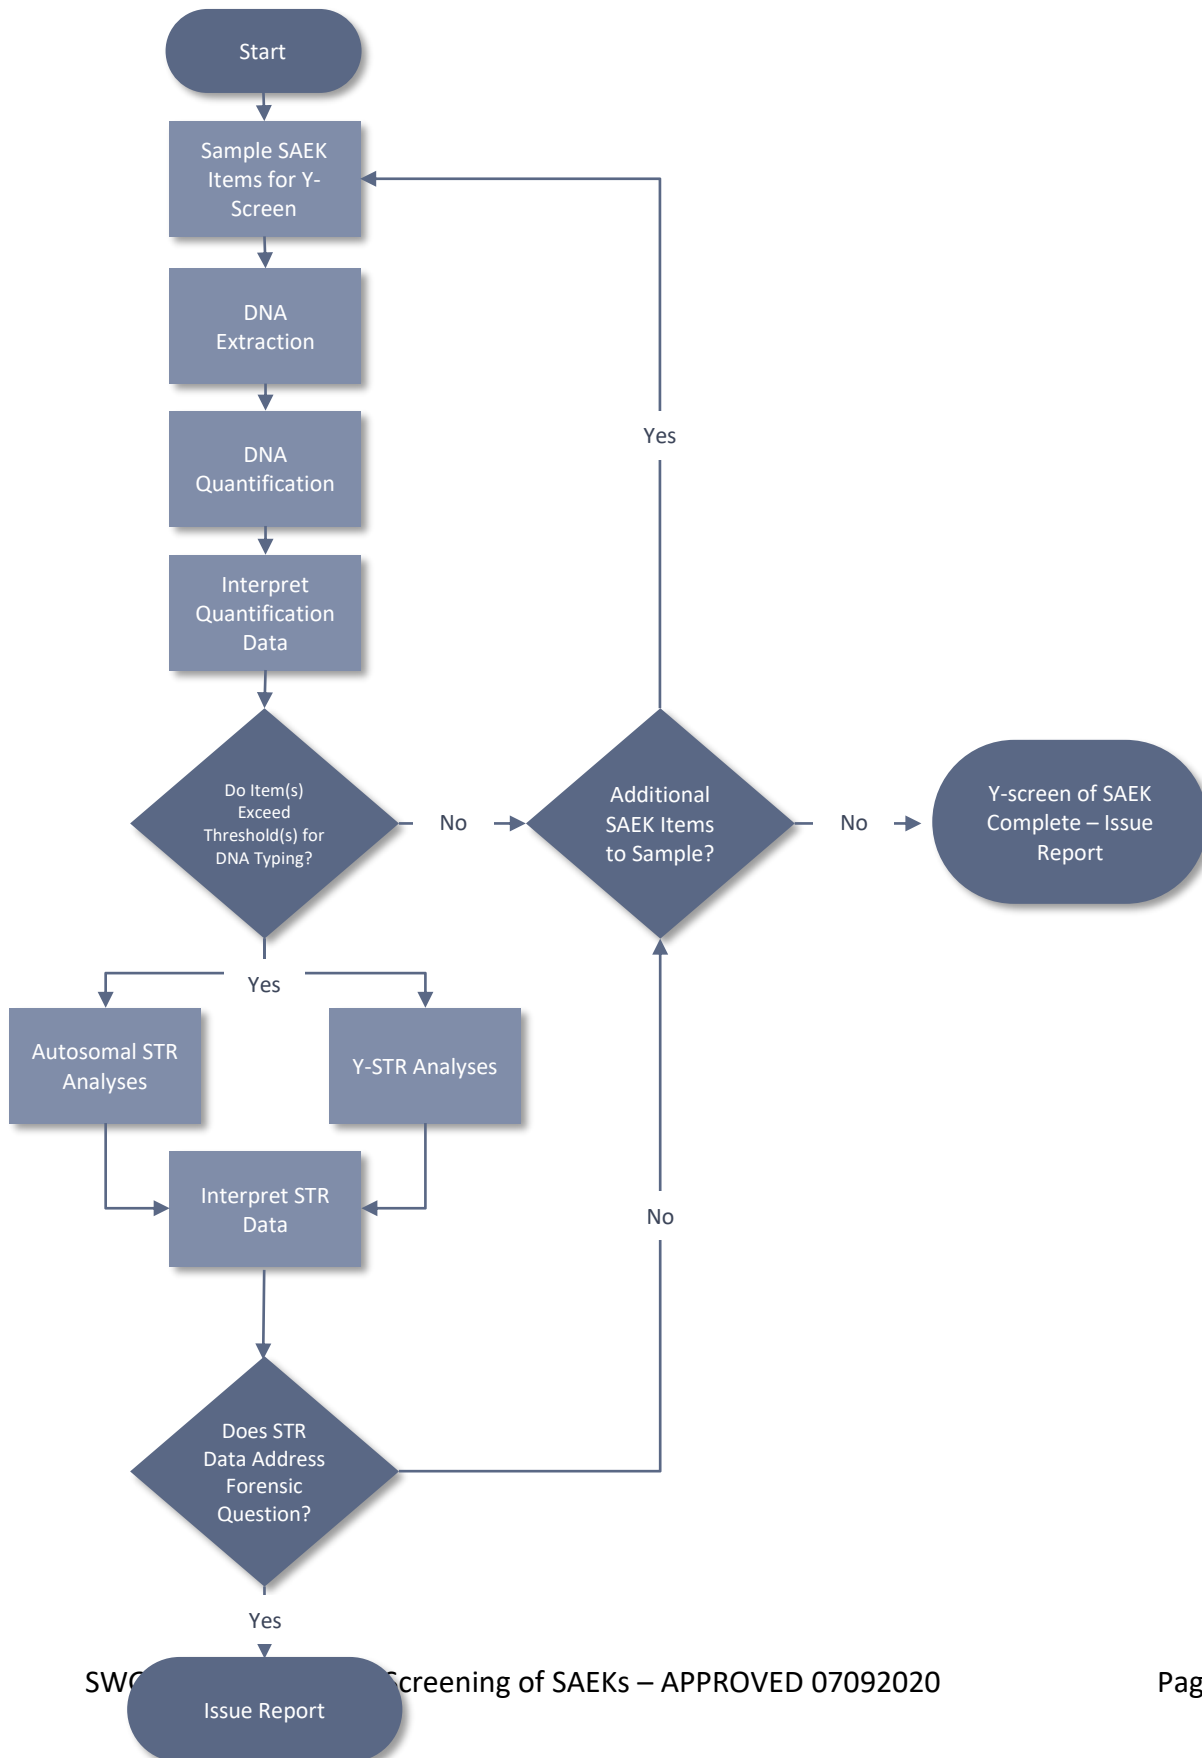 Start
Sample SAEK
Items for Y-
Screen
DNA
Extraction
DNA
Quantification
Interpret
Quantification
Data
Yes
Do Item(s)
Exceed
Threshold(s) for
DNA Typing?
No
Additional
SAEK Items
to Sample?
No
Y-screen of SAEK
Complete – Issue
Report
Yes
Autosomal STR
Analyses
Y-STR Analyses
Interpret STR
Data
No
Does STR
Data Address
Forensic
Question?
Yes
Screening of SAEKs – APPROVED 07092020
Issue Report